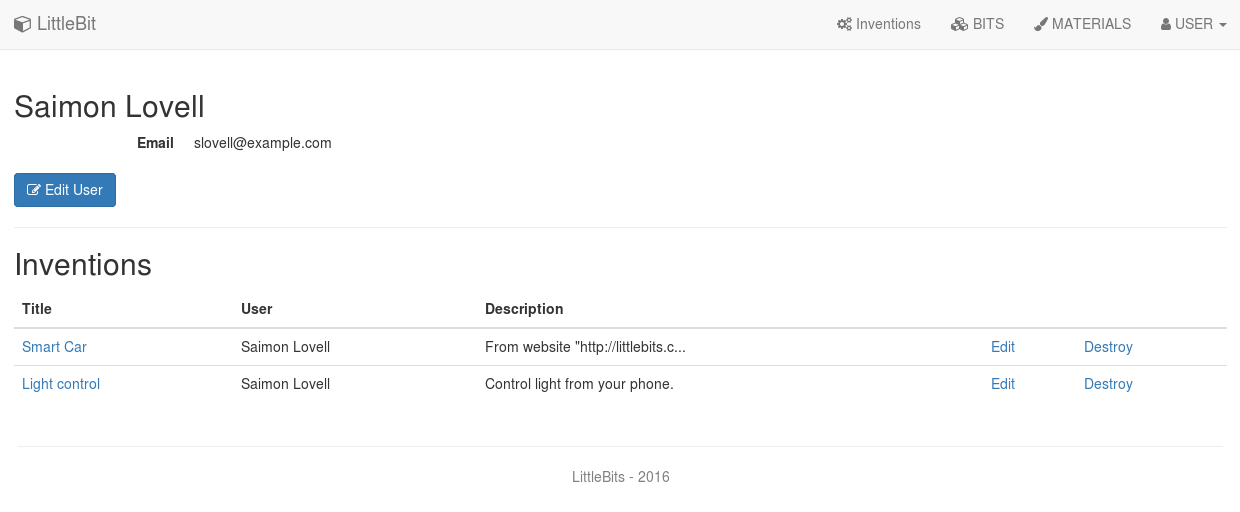 LittleBit Inventions BITS MATERIALS USER
Saimon Lovell
Email slovell@example.com
Edit User
Inventions
Title User Description
Smart Car Saimon Lovell From website "http://littlebits.c... Edit Destroy
Light control Saimon Lovell Control light from your phone. Edit Destroy
LittleBits - 2016